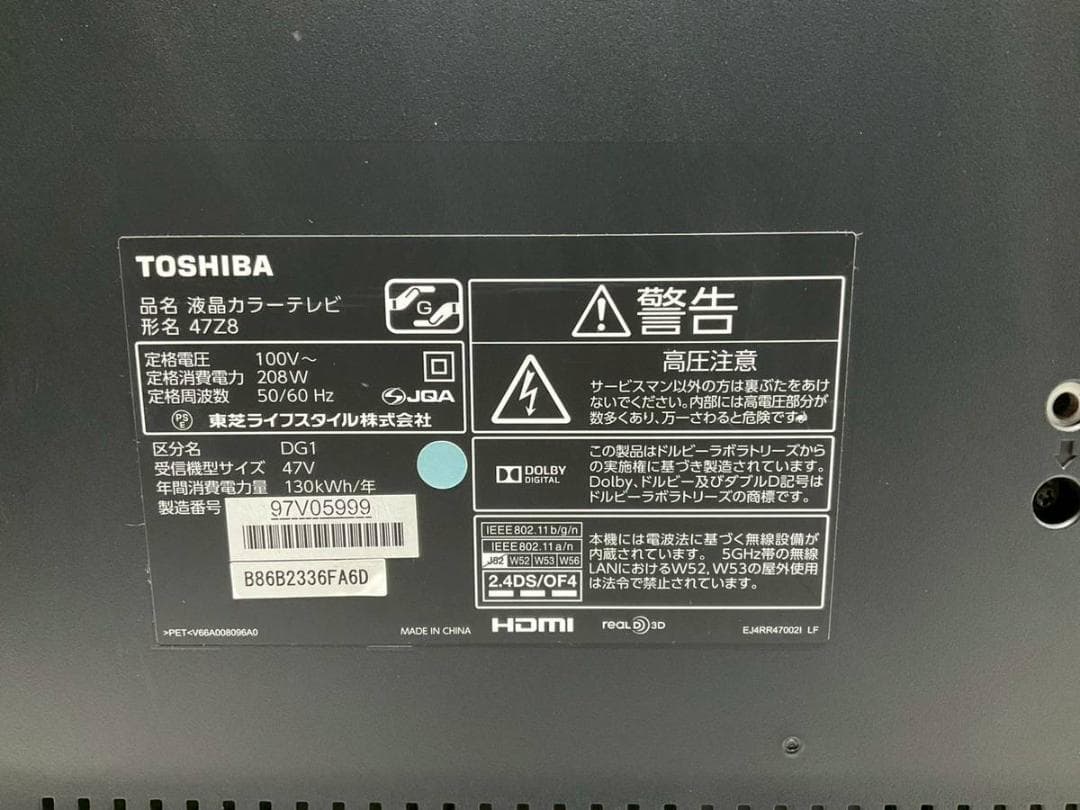 TOSHIBA
品名 液晶カラーテレビ
形名 47Z8
G
定格電圧 100V～
定格消費電力 208W
定格周波数 50/60 Hz
JQA
PS
E
東芝ライフスタイル株式会社
区分名 DG1
受信機型サイズ 47V
年間消費電力量 130kWh/年
製造番号 97V05999
B86B2336FA6D
>PET<V66A008096A0
MADE IN CHINA
警告
高圧注意
サービスマン以外の方は裏ぶたをあけ
ないでください。内部には高電圧部分が
数多くあり、万一さわると危険です。
DOLBY
DIGITAL
この製品はドルビーラボラトリーズから
の実施権に基づき製造されています。
Dolby、ドルビー及びダブルD記号は
ドルビーラボラトリーズの商標です。
IEEE802.11b/g/n
IEEE802.11a/n
J52 W52 W53 W56
2.4DS/OF4
本機には電波法に基づく無線設備が
内蔵されています。 5GHz帯の無線
LANにおけるW52、W53の屋外使用
は法令で禁止されています。
HDMI
REAL D 3D
EJ4RR47002I LF